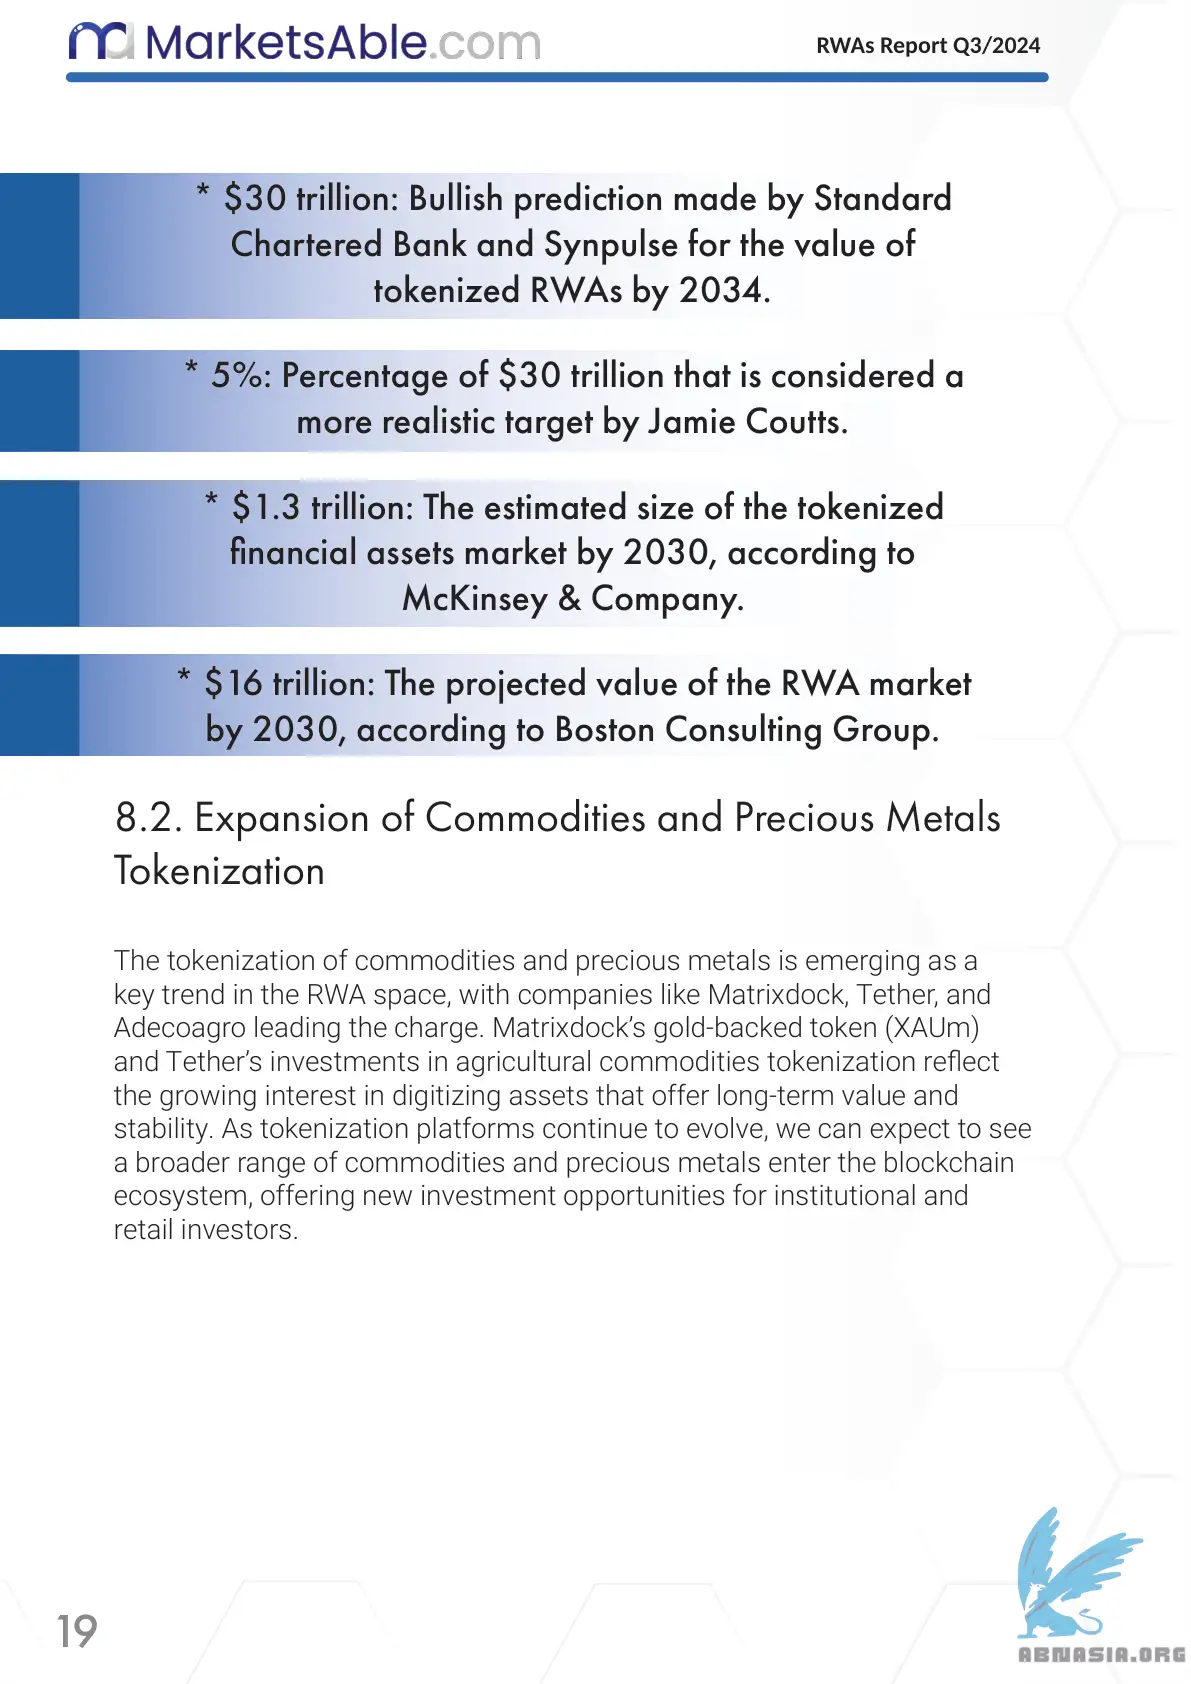 ma MarketsAble.com
RWAs Report Q3/2024
* $30 trillion: Bullish prediction made by Standard
Chartered Bank and Synpulse for the value of
tokenized RWAs by 2034.
* 5%: Percentage of $30 trillion that is considered a
more realistic target by Jamie Coutts.
* $1.3 trillion: The estimated size of the tokenized
financial assets market by 2030, according to
McKinsey & Company.
* $16 trillion: The projected value of the RWA market
by 2030, according to Boston Consulting Group.
8.2. Expansion of Commodities and Precious Metals
Tokenization
The tokenization of commodities and precious metals is emerging as a
key trend in the RWA space, with companies like Matrixdock, Tether, and
Adecoagro leading the charge. Matrixdock’s gold-backed token (XAUm)
and Tether’s investments in agricultural commodities tokenization reflect
the growing interest in digitizing assets that offer long-term value and
stability. As tokenization platforms continue to evolve, we can expect to see
a broader range of commodities and precious metals enter the blockchain
ecosystem, offering new investment opportunities for institutional and
retail investors.
19
ABNASIA.ORG